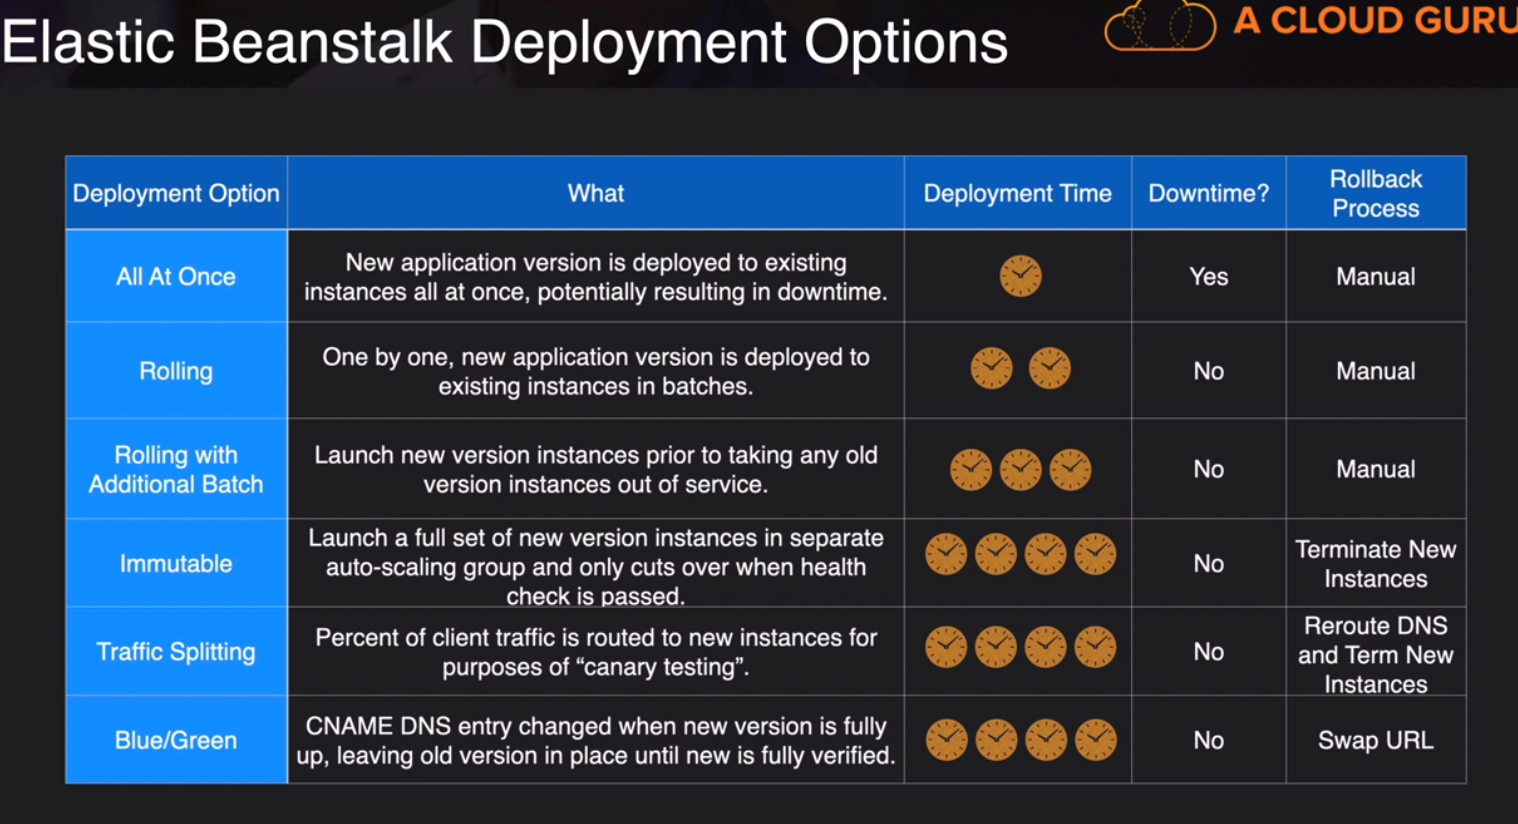 Elastic Beanstalk Deployment Options
A CLOUD GURU
Deployment Option
What
Deployment Time
Downtime?
Rollback
Process
All At Once
New application version is deployed to existing
instances all at once, potentially resulting in downtime.
Yes
Manual
Rolling
One by one, new application version is deployed to
existing instances in batches.
No
Manual
Rolling with
Additional Batch
Launch new version instances prior to taking any old
version instances out of service.
No
Manual
Immutable
Launch a full set of new version instances in separate
auto-scaling group and only cuts over when health
check is passed.
No
Terminate New
Instances
Traffic Splitting
Percent of client traffic is routed to new instances for
purposes of “canary testing”.
No
Reroute DNS
and Term New
Instances
Blue/Green
CNAME DNS entry changed when new version is fully
up, leaving old version in place until new is fully verified.
No
Swap URL